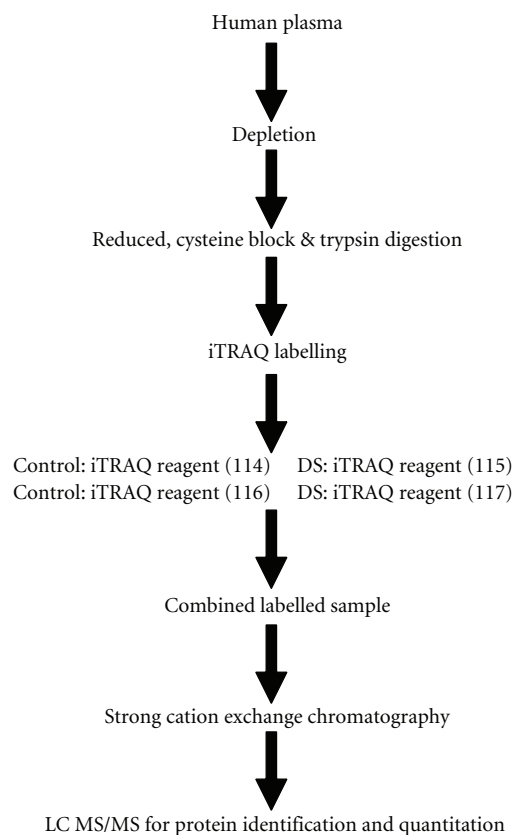 Human plasma
Depletion
Reduced, cysteine block & trypsin digestion
iTRAQ labelling
Control: iTRAQ reagent (114) DS: iTRAQ reagent (115)
Control: iTRAQ reagent (116) DS: iTRAQ reagent (117)
Combined labelled sample
Strong cation exchange chromatography
LC MS/MS for protein identification and quantitation